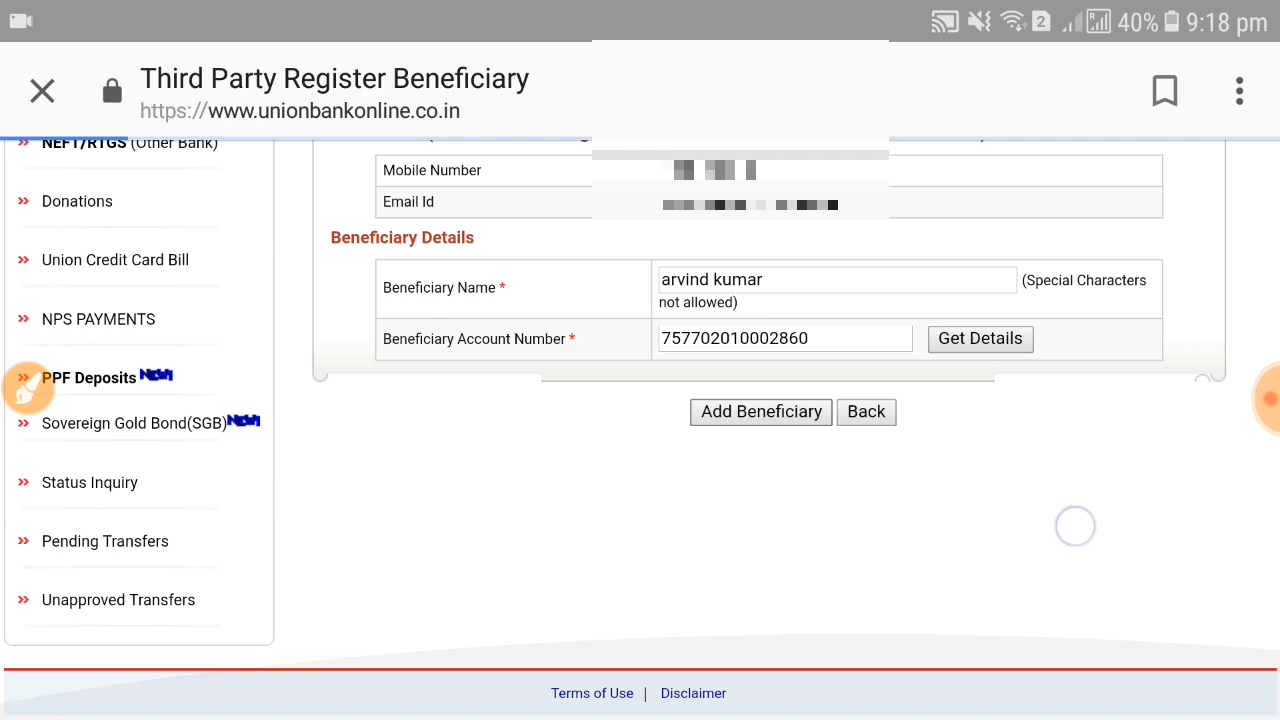 2 40% 9:18 pm
Third Party Register Beneficiary
https://www.unionbankonline.co.in
NEFT/RTGS (Other Bank)
Donations
Union Credit Card Bill
NPS PAYMENTS
PPF Deposits NEW!
Sovereign Gold Bond(SGB) NEW!
Status Inquiry
Pending Transfers
Unapproved Transfers
Mobile Number
Email Id
Beneficiary Details
Beneficiary Name * arvind kumar (Special Characters
not allowed)
Beneficiary Account Number * 757702010002860 Get Details
Add Beneficiary Back
Terms of Use | Disclaimer